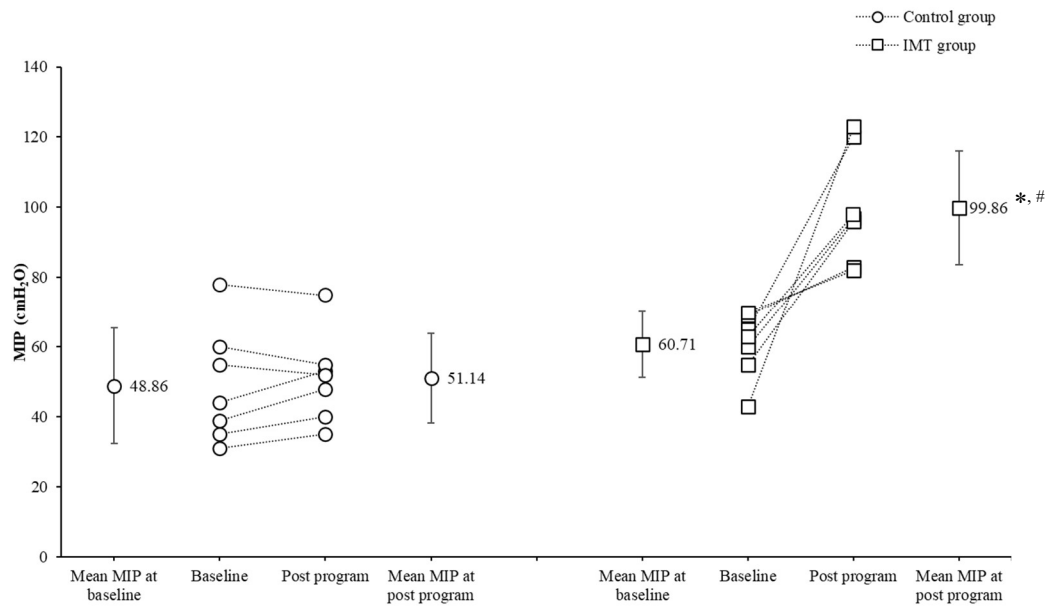 Control group
IMT group
MIP (cmH₂O)
140
120
100
80
60
40
20
0
48.86
51.14
60.71
99.86
*, #
Mean MIP at
baseline
Baseline
Post program
Mean MIP at
post program
Mean MIP at
baseline
Baseline
Post program
Mean MIP at
post program